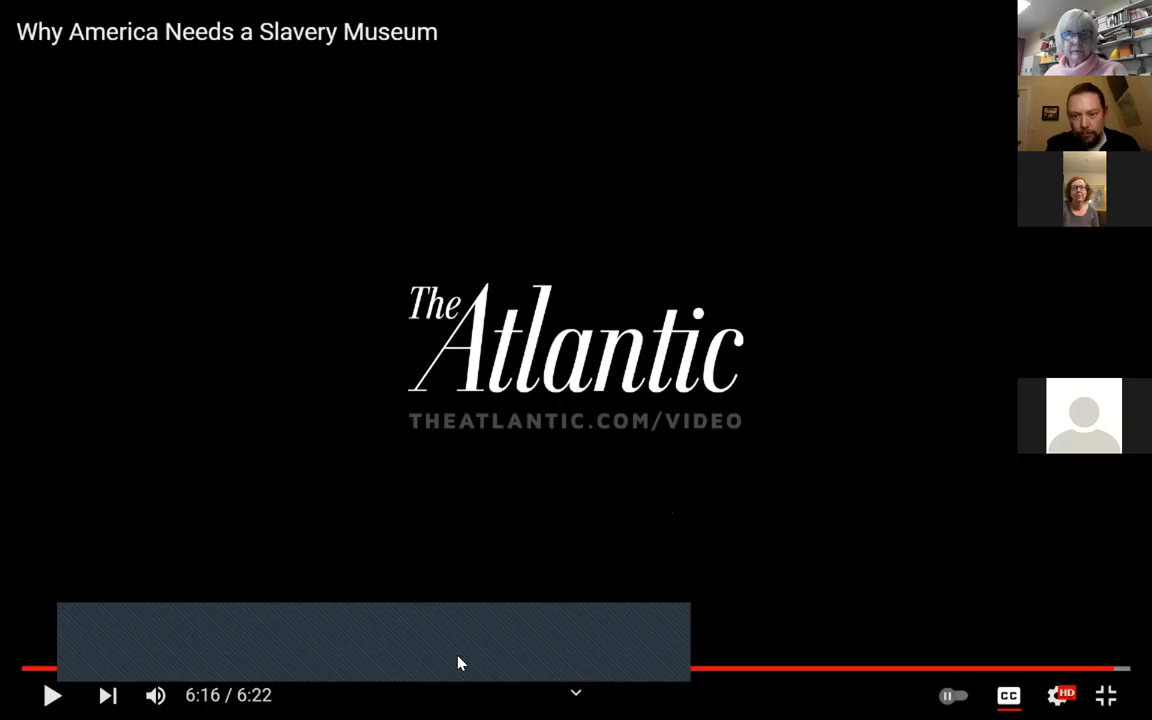 Why America Needs a Slavery Museum
The Atlantic
THEATLANTIC.COM/VIDEO
6:16 / 6:22
CC
HD